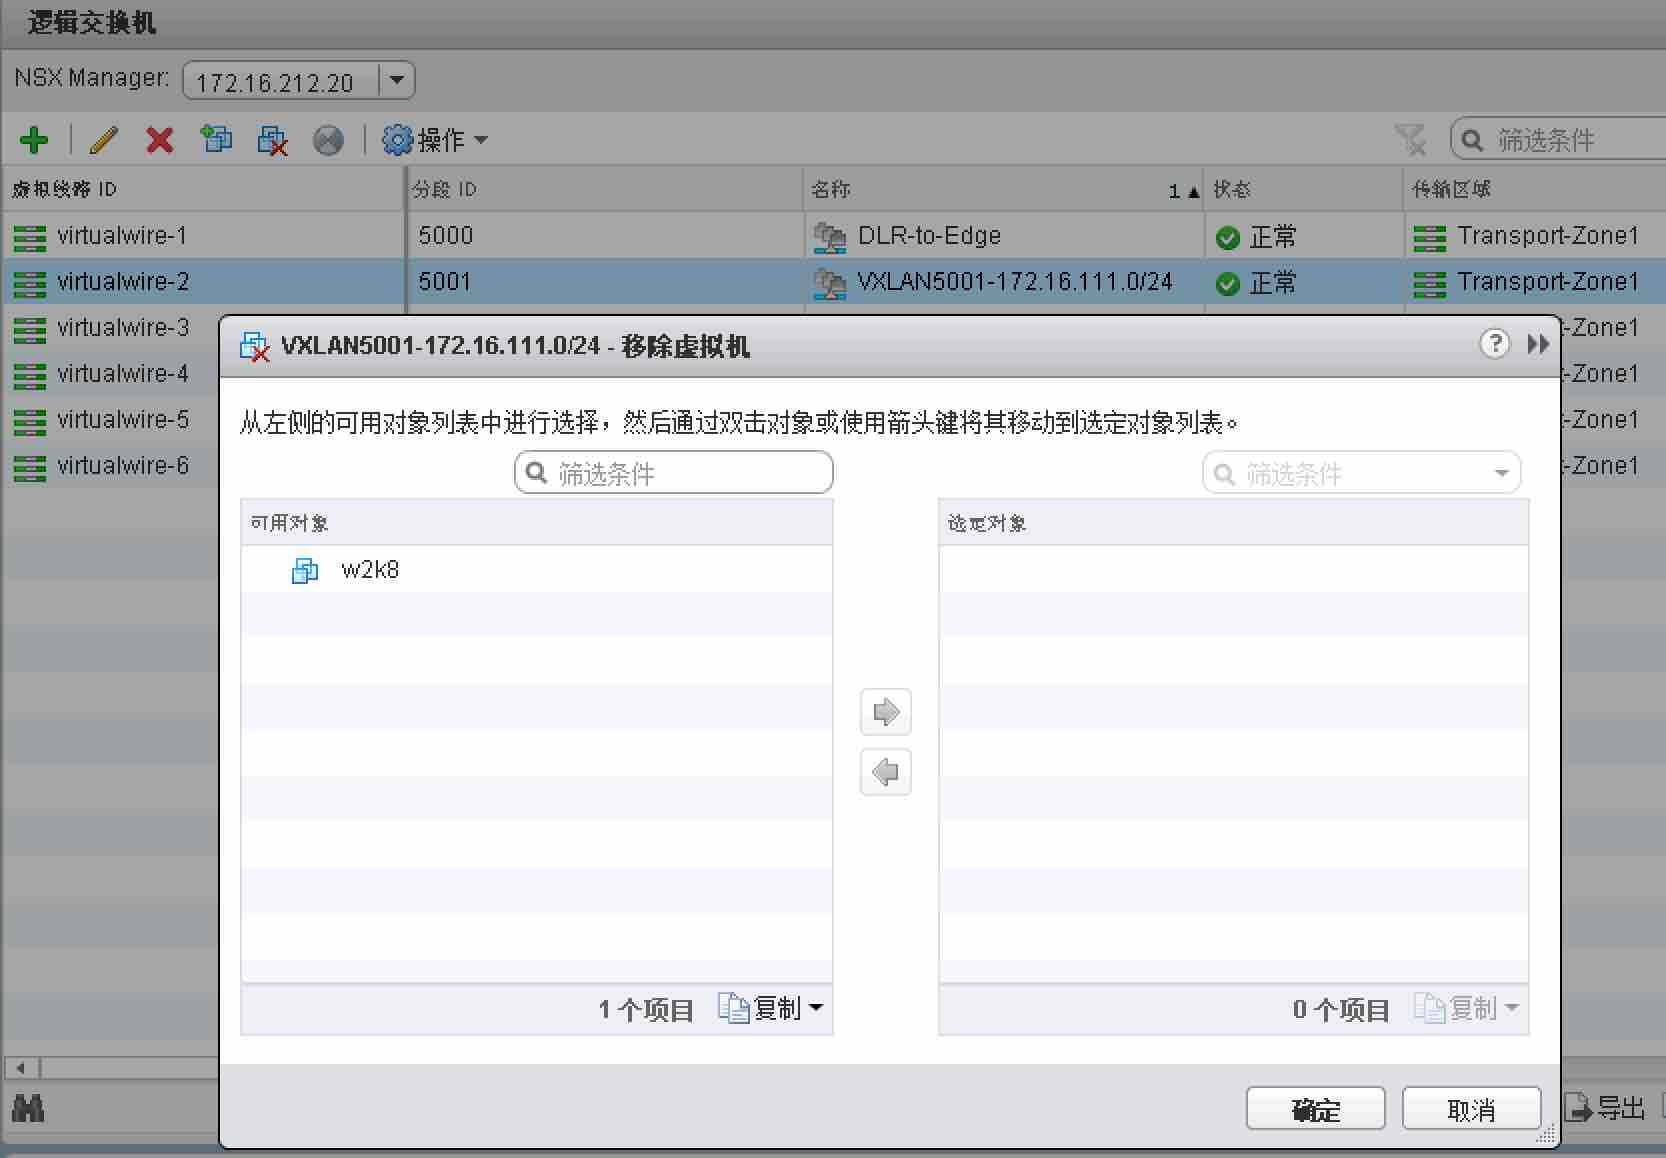 逻辑交换机
NSX Manager: 172.16.212.20
操作 筛选条件
虚拟线路 ID 分段 ID 名称 1 ▲ 状态 传输区域
virtualwire-1 5000 DLR-to-Edge 正常 Transport-Zone1
virtualwire-2 5001 VXLAN5001-172.16.111.0/24 正常 Transport-Zone1
virtualwire-3 -Zone1
virtualwire-4 -Zone1
virtualwire-5 -Zone1
virtualwire-6 -Zone1
VXLAN5001-172.16.111.0/24 - 移除虚拟机 ?
从左侧的可用对象列表中进行选择，然后通过双击对象或使用箭头键将其移动到选定对象列表。
筛选条件 筛选条件
可用对象 选定对象
w2k8
1 个项目 复制 0 个项目 复制
确定 取消 导出